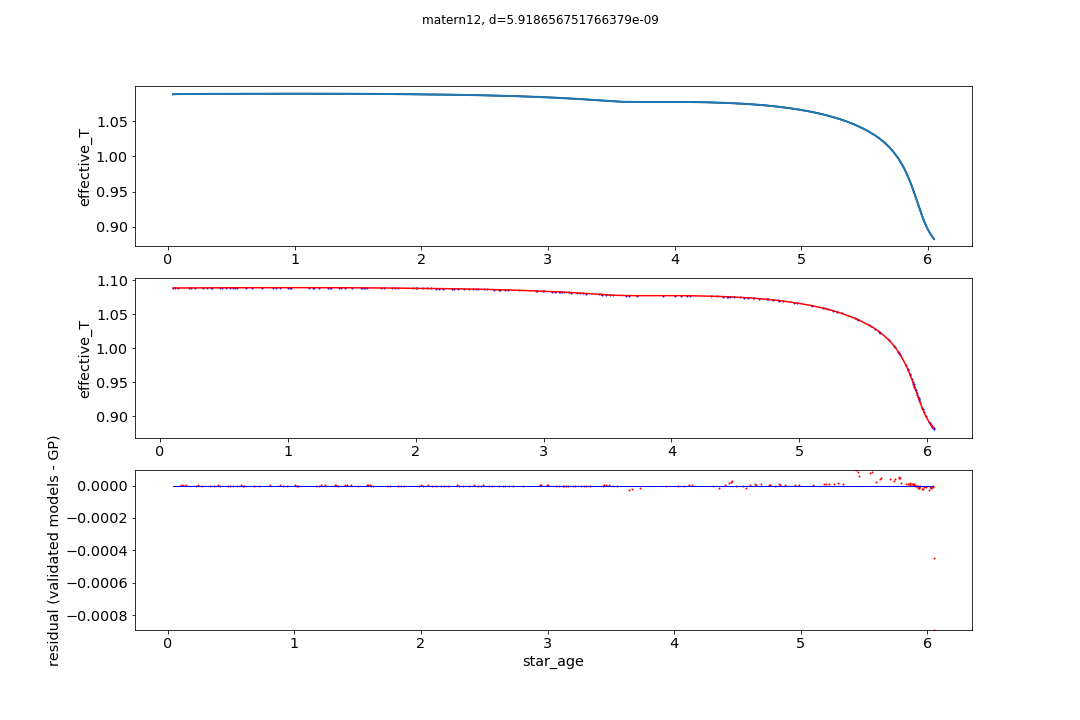 matern12, d=5.918656751766379e-09
effective_T
1.05
1.00
0.95
0.90
0 1 2 3 4 5 6
effective_T
1.10
1.05
1.00
0.95
0.90
0 1 2 3 4 5 6
residual (validated models - GP)
0.0000
−0.0002
−0.0004
−0.0006
−0.0008
0 1 2 3 4 5 6
star_age